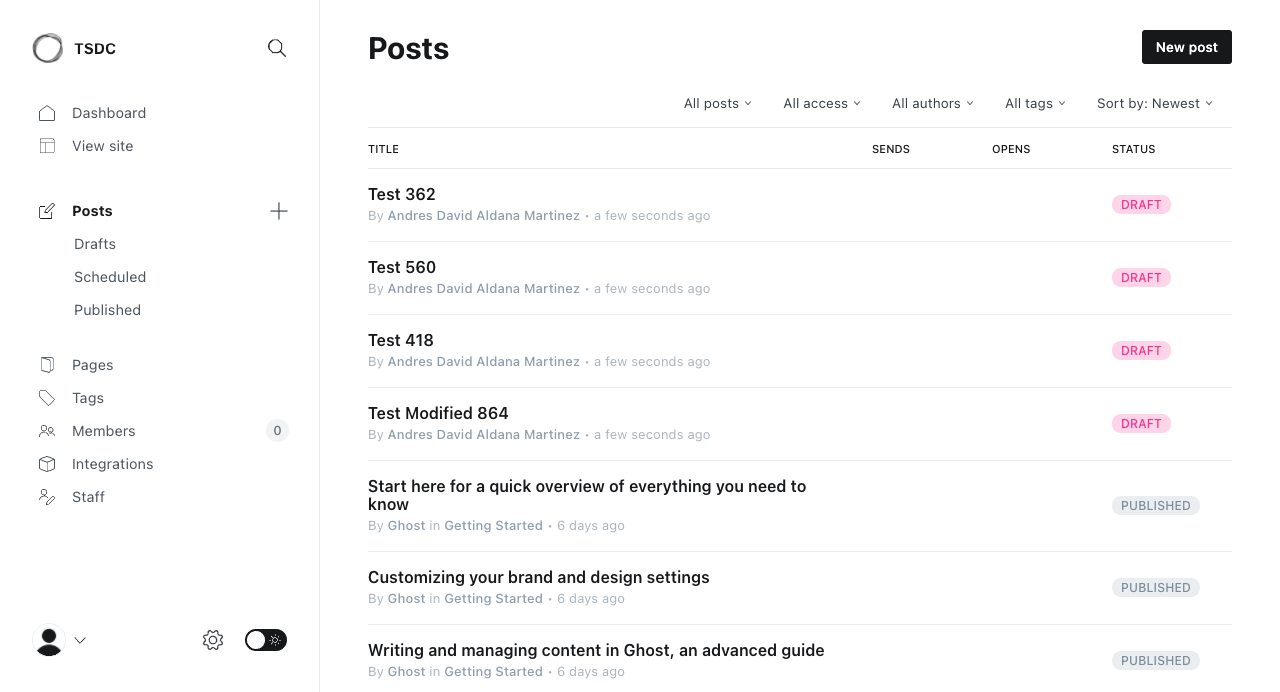 TSDC
Dashboard
View site
Posts
Drafts
Scheduled
Published
Pages
Tags
Members 0
Integrations
Staff
Posts
New post
All posts All access All authors All tags Sort by: Newest
TITLE SENDS OPENS STATUS
Test 362
By Andres David Aldana Martinez • a few seconds ago
DRAFT
Test 560
By Andres David Aldana Martinez • a few seconds ago
DRAFT
Test 418
By Andres David Aldana Martinez • a few seconds ago
DRAFT
Test Modified 864
By Andres David Aldana Martinez • a few seconds ago
DRAFT
Start here for a quick overview of everything you need to
know
By Ghost in Getting Started • 6 days ago
PUBLISHED
Customizing your brand and design settings
By Ghost in Getting Started • 6 days ago
PUBLISHED
Writing and managing content in Ghost, an advanced guide
By Ghost in Getting Started • 6 days ago
PUBLISHED